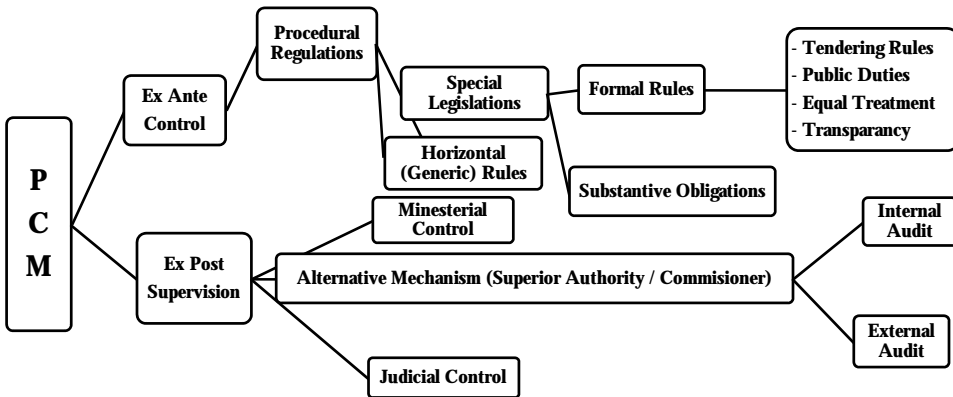 P
C
M
Ex Ante
Control
Procedural
Regulations
Special
Legislations
Horizontal
(Generic) Rules
Formal Rules
- Tendering Rules
- Public Duties
- Equal Treatment
- Transparancy
Substantive Obligations
Ex Post
Supervision
Minesterial
Control
Alternative Mechanism (Superior Authority / Commisioner)
Internal
Audit
External
Audit
Judicial Control